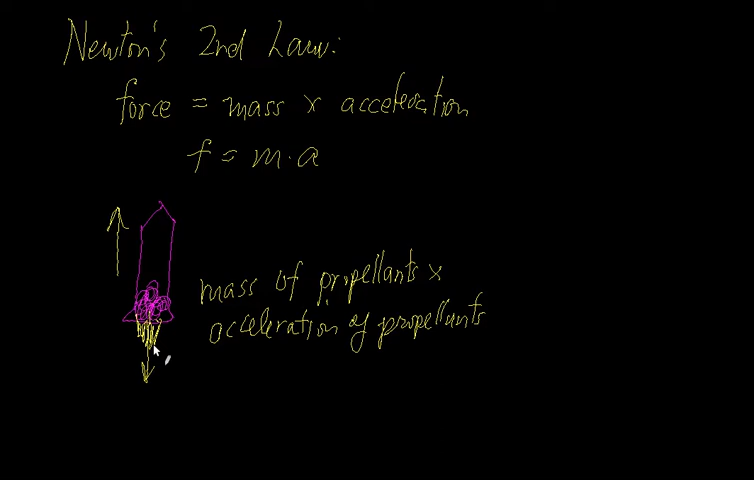 Newton's 2nd Law:
force = mass x acceleration
f = m.a
mass of propellants x
acceleration of propellants